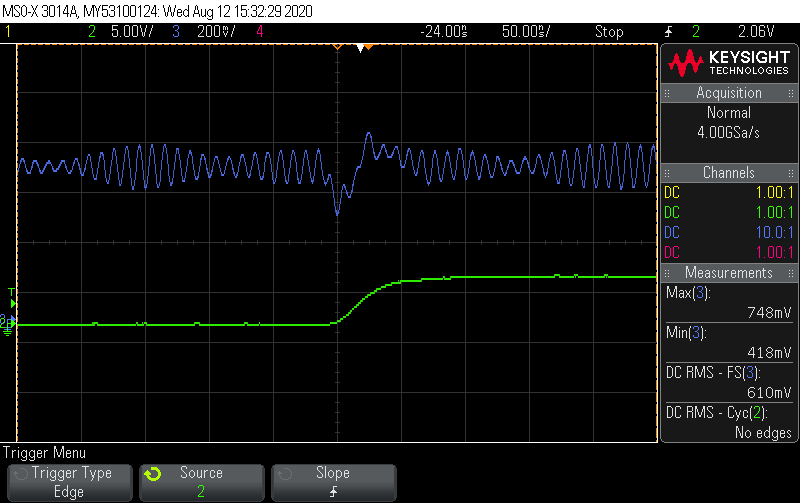 MSO-X 3014A, MY53100124: Wed Aug 12 15:32:29 2020
1 2 5.00V/ 3 200mV/ 4 -24.00ns 50.00ns/ Stop 2 2.06V
KEYSIGHT
TECHNOLOGIES
Acquisition
Normal
4.00GSa/s
Channels
DC 1.00:1
DC 1.00:1
DC 10.0:1
DC 1.00:1
Measurements
Max(3):
748mV
Min(3):
418mV
DC RMS - FS(3):
610mV
DC RMS - Cyc(2):
No edges
T
Trigger Menu
Trigger Type
Edge
Source
2
Slope